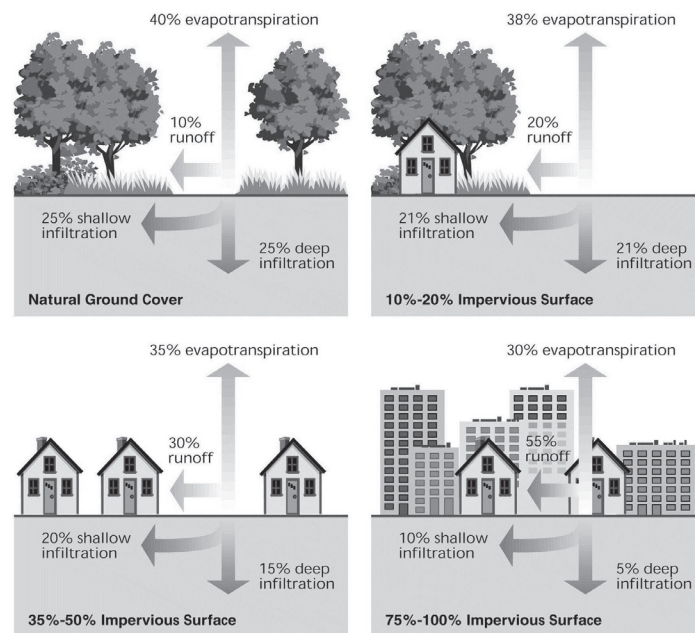 40% evapotranspiration
10%
runoff
25% shallow
infiltration
25% deep
infiltration
Natural Ground Cover
38% evapotranspiration
20%
runoff
21% shallow
infiltration
21% deep
infiltration
10%-20% Impervious Surface
35% evapotranspiration
30%
runoff
20% shallow
infiltration
15% deep
infiltration
35%-50% Impervious Surface
30% evapotranspiration
55%
runoff
10% shallow
infiltration
5% deep
infiltration
75%-100% Impervious Surface